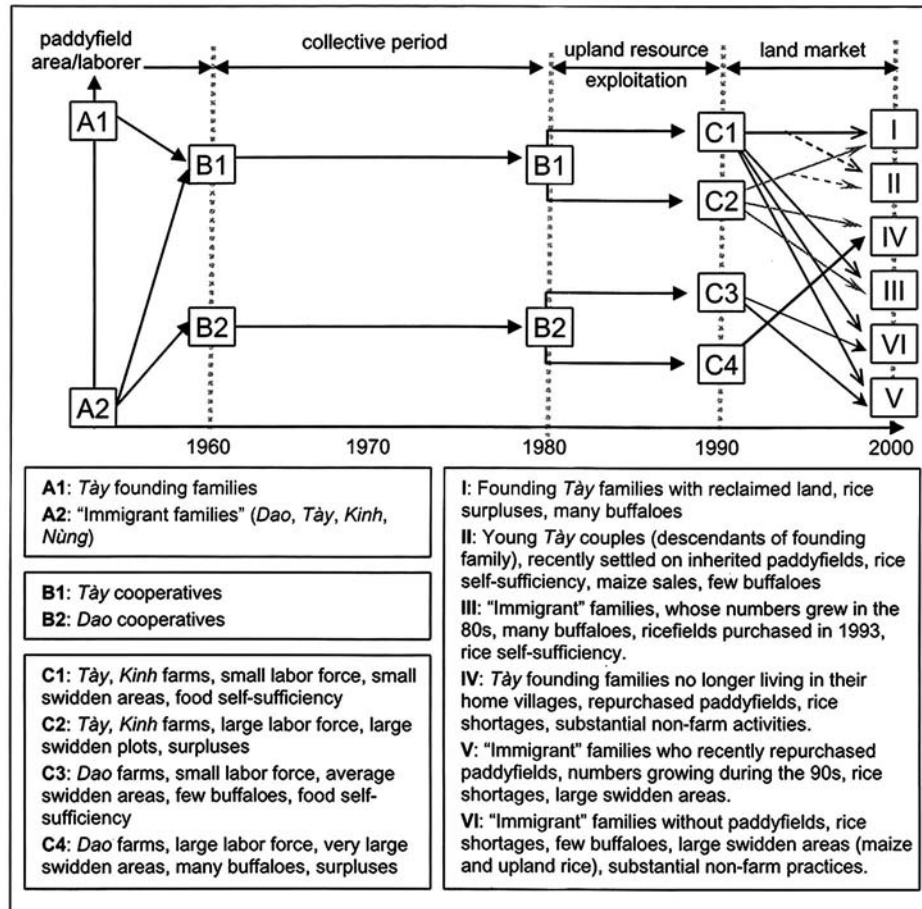 paddyfield
area/laborer
collective period
upland resource
exploitation
land market
A1
B1
B1
C1
I
II
C2
IV
C3
III
B2
B2
VI
C4
A2
V
1960
1970
1980
1990
2000
A1: Tày founding families
A2: “Immigrant families” (Dao, Tày, Kinh,
Nùng)
B1: Tày cooperatives
B2: Dao cooperatives
C1: Tày, Kinh farms, small labor force, small
swidden areas, food self-sufficiency
C2: Tày, Kinh farms, large labor force, large
swidden plots, surpluses
C3: Dao farms, small labor force, average
swidden areas, few buffaloes, food self-
sufficiency
C4: Dao farms, large labor force, very large
swidden areas, many buffaloes, surpluses
I: Founding Tày families with reclaimed land, rice
surpluses, many buffaloes
II: Young Tày couples (descendants of founding
family), recently settled on inherited paddyfields, rice
self-sufficiency, maize sales, few buffaloes
III: “Immigrant” families, whose numbers grew in the
80s, many buffaloes, ricefields purchased in 1993,
rice self-sufficiency.
IV: Tày founding families no longer living in their
home villages, repurchased paddyfields, rice
shortages, substantial non-farm activities.
V: “Immigrant” families who recently repurchased
paddyfields, numbers growing during the 90s, rice
shortages, large swidden areas.
VI: “Immigrant” families without paddyfields, rice
shortages, few buffaloes, large swidden areas (maize
and upland rice), substantial non-farm practices.